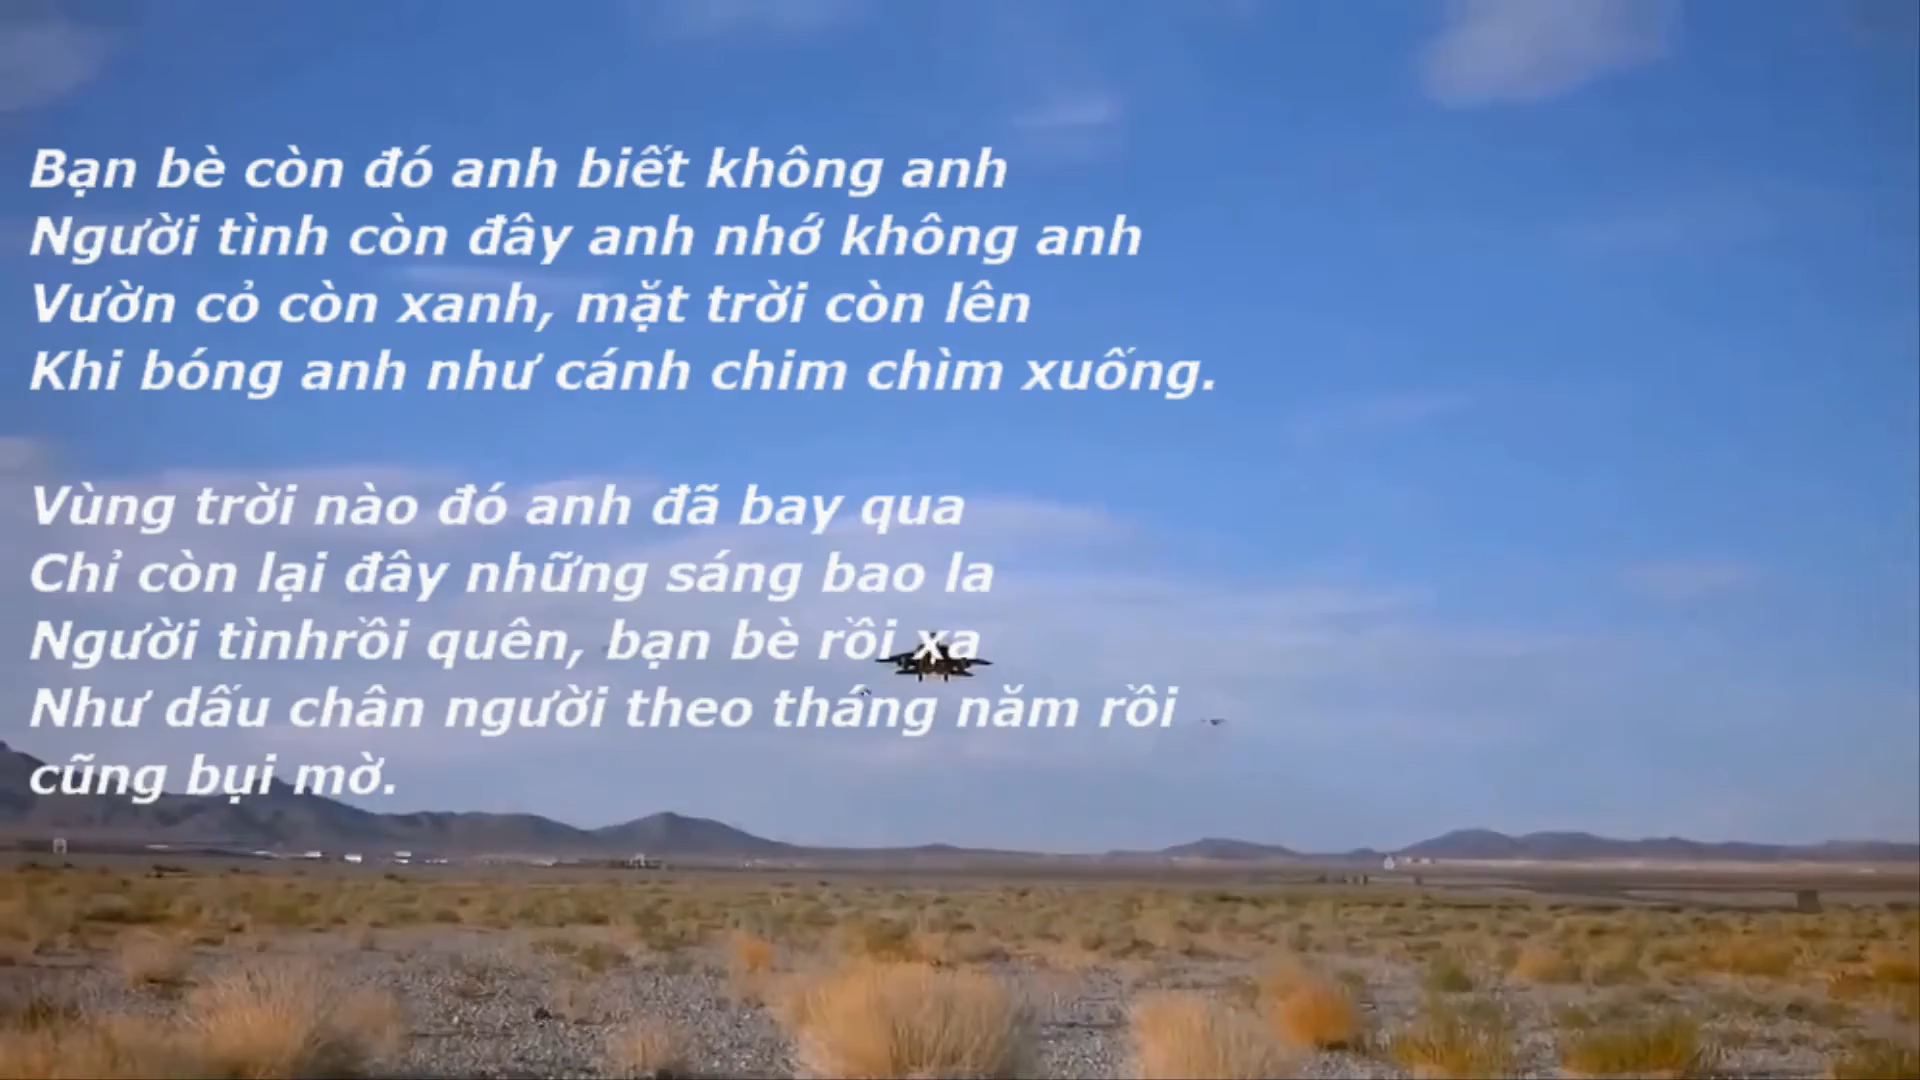 Bạn bè còn đó anh biết không anh
Người tình còn đây anh nhớ không anh
Vườn cỏ còn xanh, mặt trời còn lên
Khi bóng anh như cánh chim chìm xuống.
Vùng trời nào đó anh đã bay qua
Chỉ còn lại đây những sáng bao la
Người tìnhrồi quên, bạn bè rồi xa
Như dấu chân người theo tháng năm rồi
cũng bụi mờ.